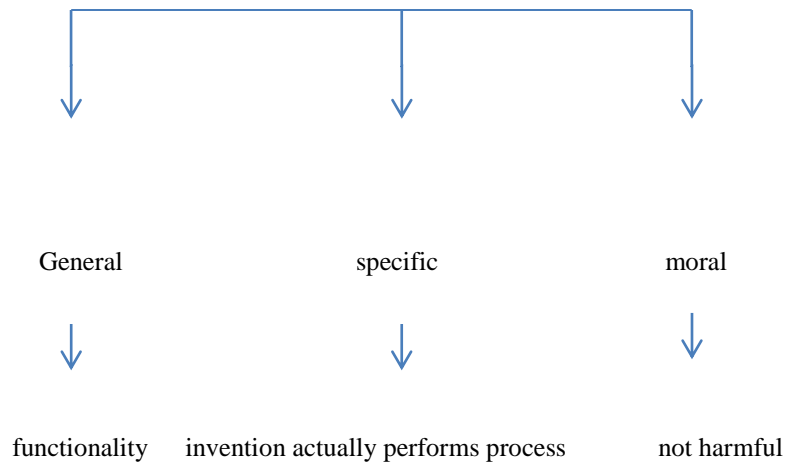 General specific moral
functionality invention actually performs process not harmful